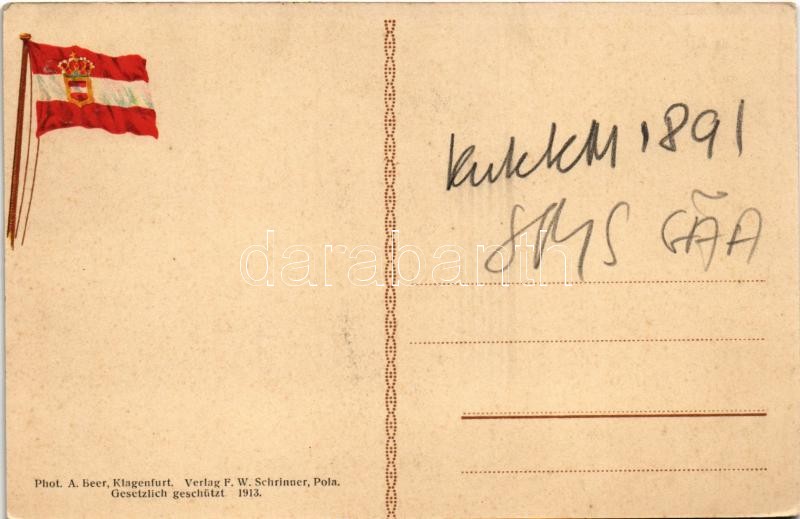 KuKKM 1891
SMS GÄA
darabanth
Phot. A. Beer, Klagenfurt. Verlag F. W. Schrinner, Pola.
Gesetzlich geschützt 1913.